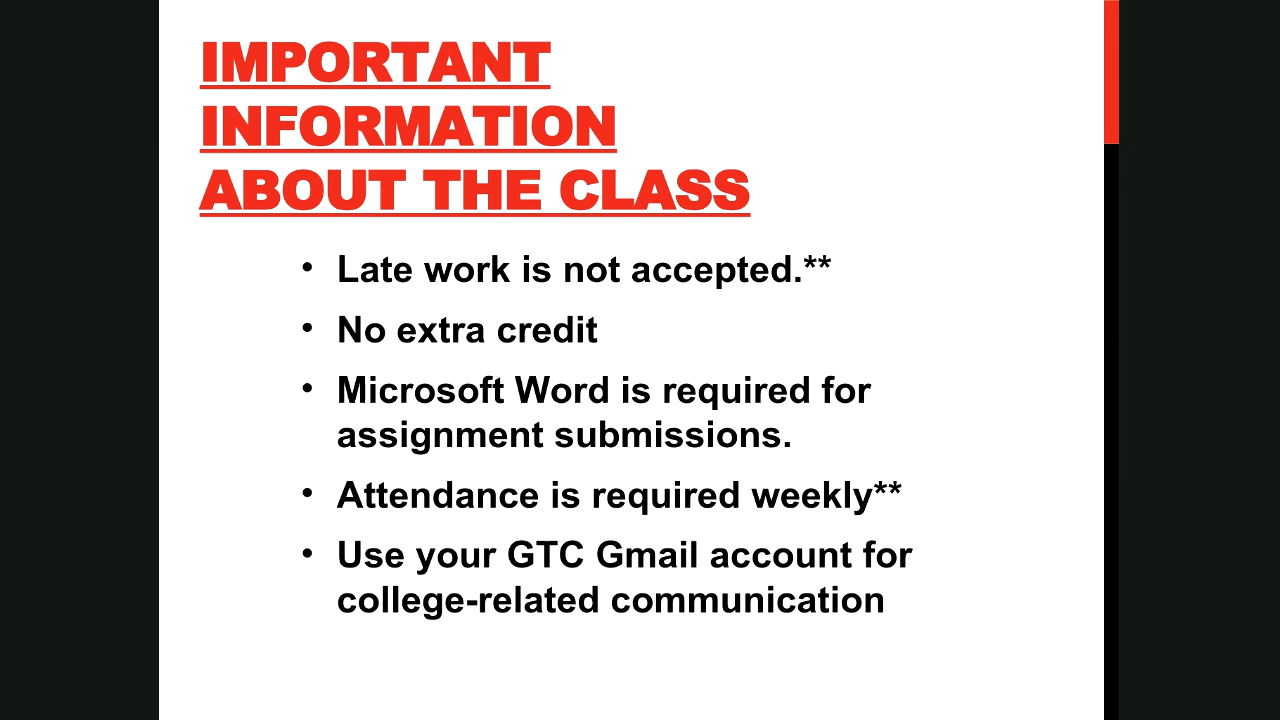 IMPORTANT
INFORMATION
ABOUT THE CLASS
• Late work is not accepted.**
• No extra credit
• Microsoft Word is required for
assignment submissions.
• Attendance is required weekly**
• Use your GTC Gmail account for
college-related communication